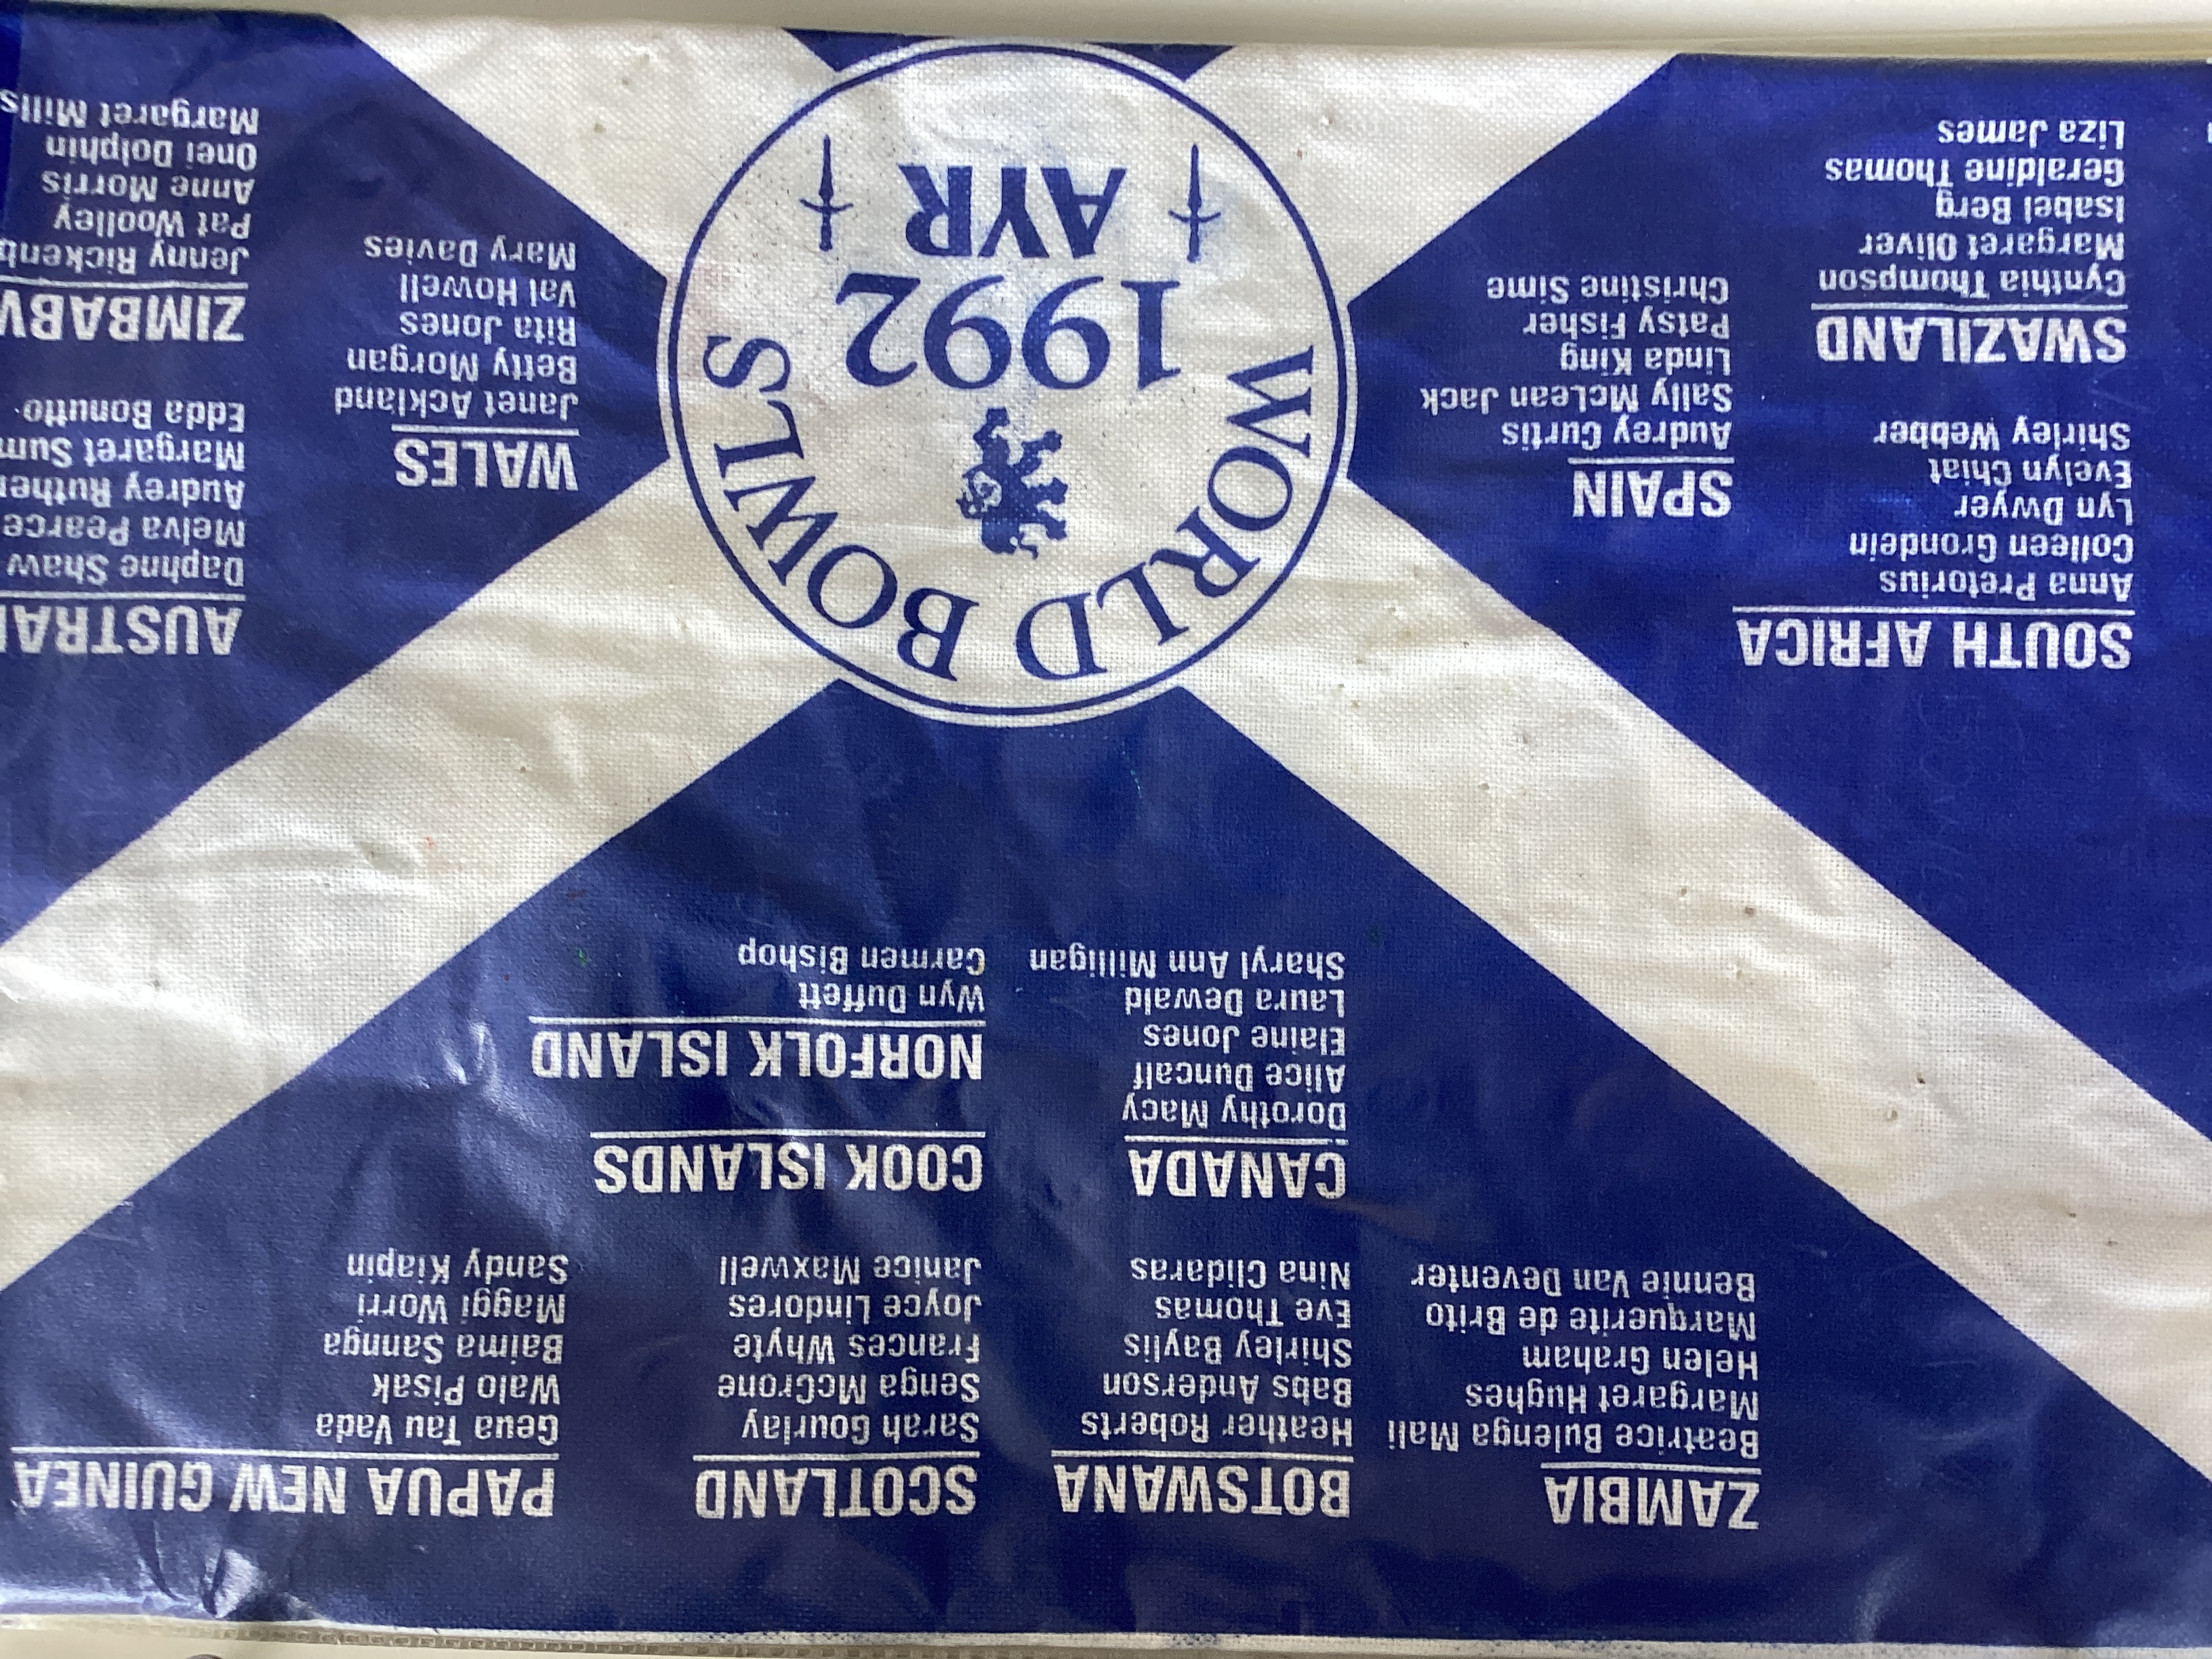 ZAMBIA
Beatrice Bulenga Mali
Margaret Hughes
Helen Graham
Marguerite de Brito
Bennie Van Deventer
BOTSWANA
Heather Roberts
Babs Anderson
Shirley Baylis
Eve Thomas
Nina Clidaras
SCOTLAND
Sarah Gourlay
Senga McCrone
Frances Whyte
Joyce Lindores
Janice Maxwell
PAPUA NEW GUINEA
Geua Tau Vada
Walo Pisak
Baima Sannga
Maggi Worri
Sandy Kiapin
CANADA
Dorothy Macy
Alice Duncalf
Elaine Jones
Laura Dewald
Sharyl Ann Milligan
COOK ISLANDS
NORFOLK ISLAND
Wyn Duffett
Carmen Bishop
SOUTH AFRICA
Anna Pretorius
Colleen Grondein
Lyn Dwyer
Evelyn Chiat
Shirley Webber
SWAZILAND
Cynthia Thompson
Margaret Oliver
Isabel Berg
Geraldine Thomas
Liza James
SPAIN
Audrey Curtis
Sally McLean Jack
Linda King
Patsy Fisher
Christine Sime
WORLD BOWLS
1992
AYR
WALES
Janet Ackland
Betty Morgan
Rita Jones
Val Howell
Mary Davies
Daphne Shaw
Melva Pearce
Audrey
Margaret
Edda Bonutto
Jenny
Pat Woolley
Anne Morris
Onei Dolphin
Margaret Mills